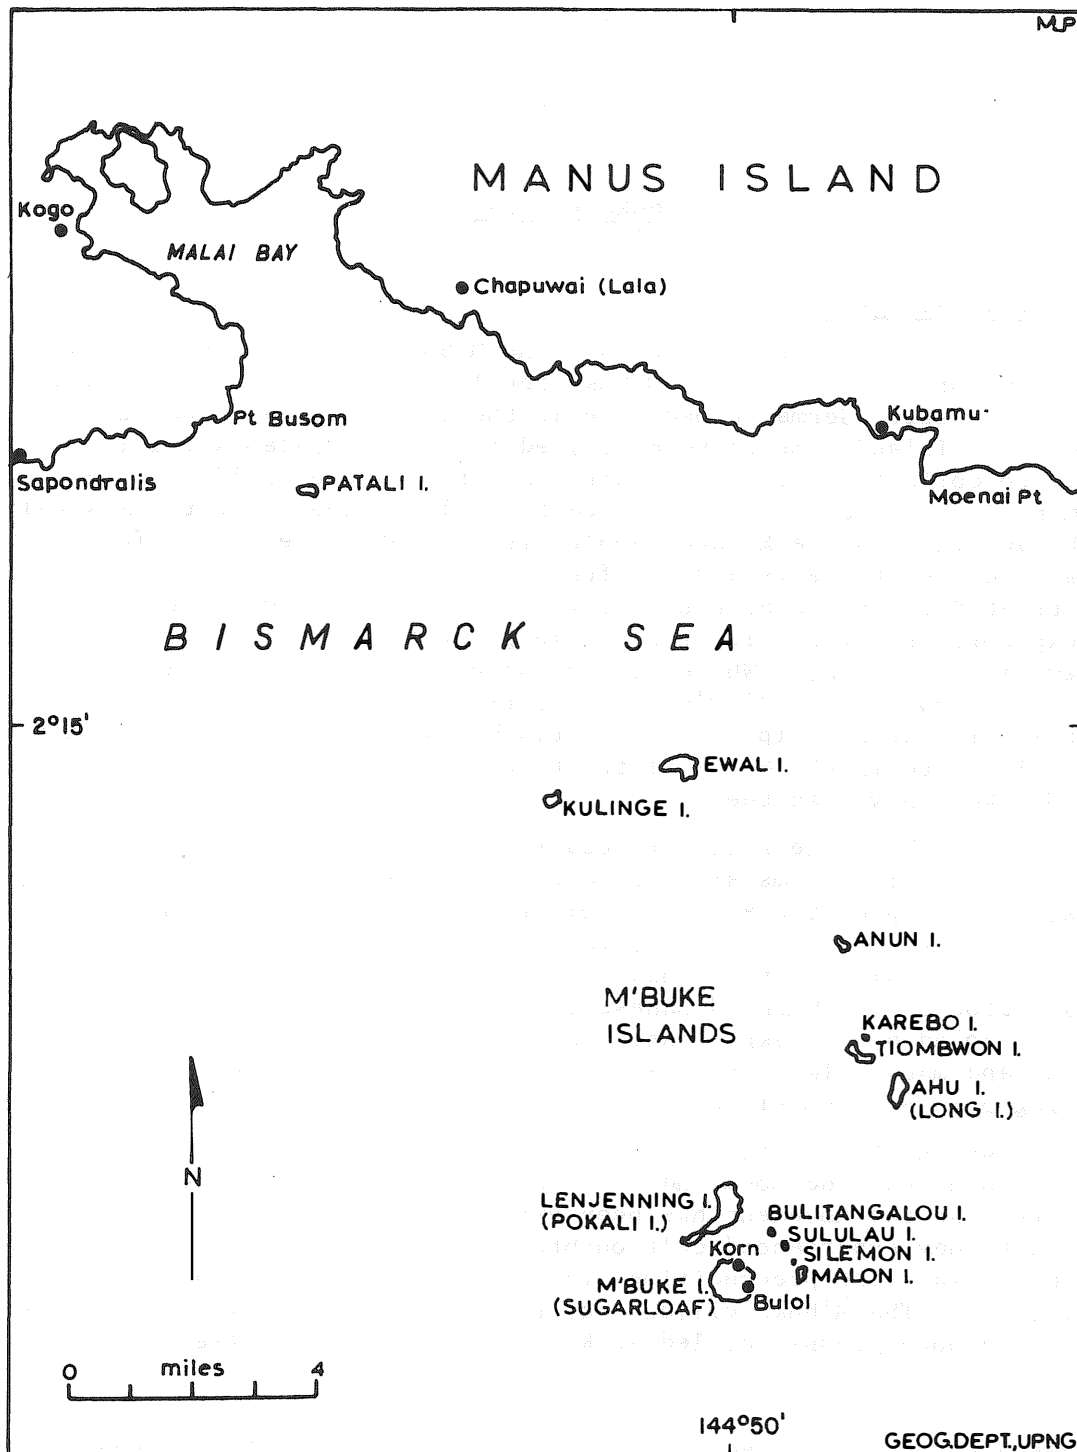 M.P
MANUS ISLAND
Kogo
MALAI BAY
Chapuwai (Lala)
Pt Busom
Kubamu
Sapondralis
PATALI I.
Moenai Pt
BISMARCK SEA
2°15'
EWAL I.
KULINGE I.
ANUN I.
M'BUKE
ISLANDS
KAREBO I.
TIOMBWON I.
AHU I.
(LONG I.)
N
LENJENNING I.
(POKALI I.)
BULITANGALOU I.
SULULAU I.
Korn
SILEMON I.
M'BUKE I.
(SUGARLOAF)
MALON I.
Bulol
0 miles 4
144°50'
GEOG.DEPT.,UPNG